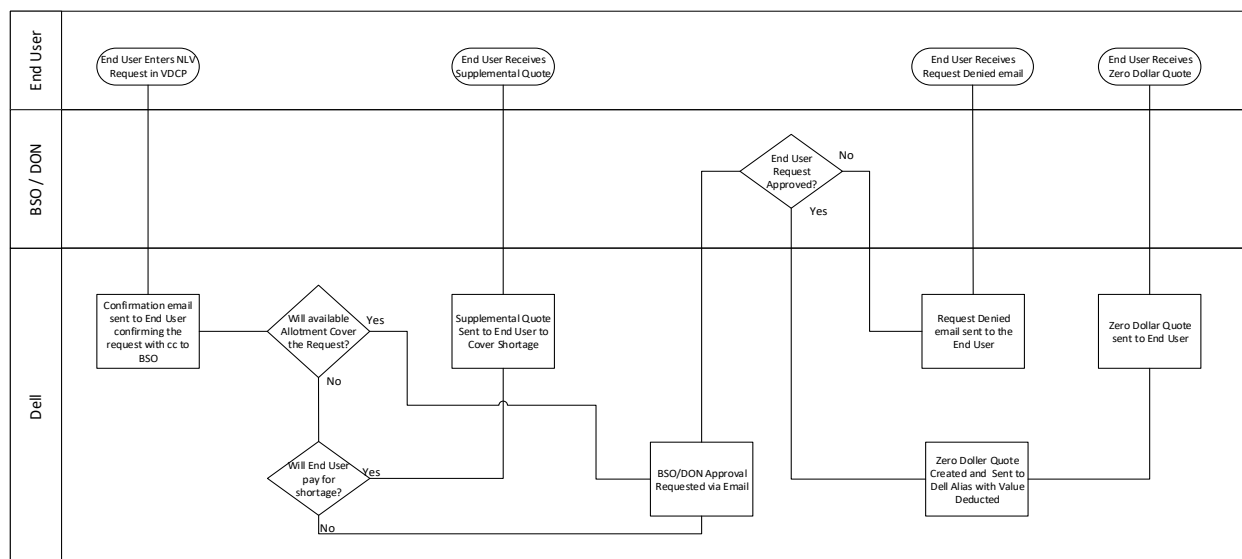 End User
End User Enters NLV
Request in VDCP
End User Receives
Supplemental Quote
End User Receives
Request Denied email
End User Receives
Zero Dollar Quote
BSO / DON
End User
Request
Approved?
No
Yes
Dell
Confirmation email
sent to End User
confirming the
request with cc to
BSO
Will available
Allotment Cover
the Request?
Yes
No
Supplemental Quote
Sent to End User to
Cover Shortage
Request Denied
email sent to the
End User
Zero Dollar Quote
sent to End User
Will End User
pay for
shortage?
Yes
No
BSO/DON Approval
Requested via Email
Zero Doller Quote
Created and  Sent to
Dell Alias with Value
Deducted